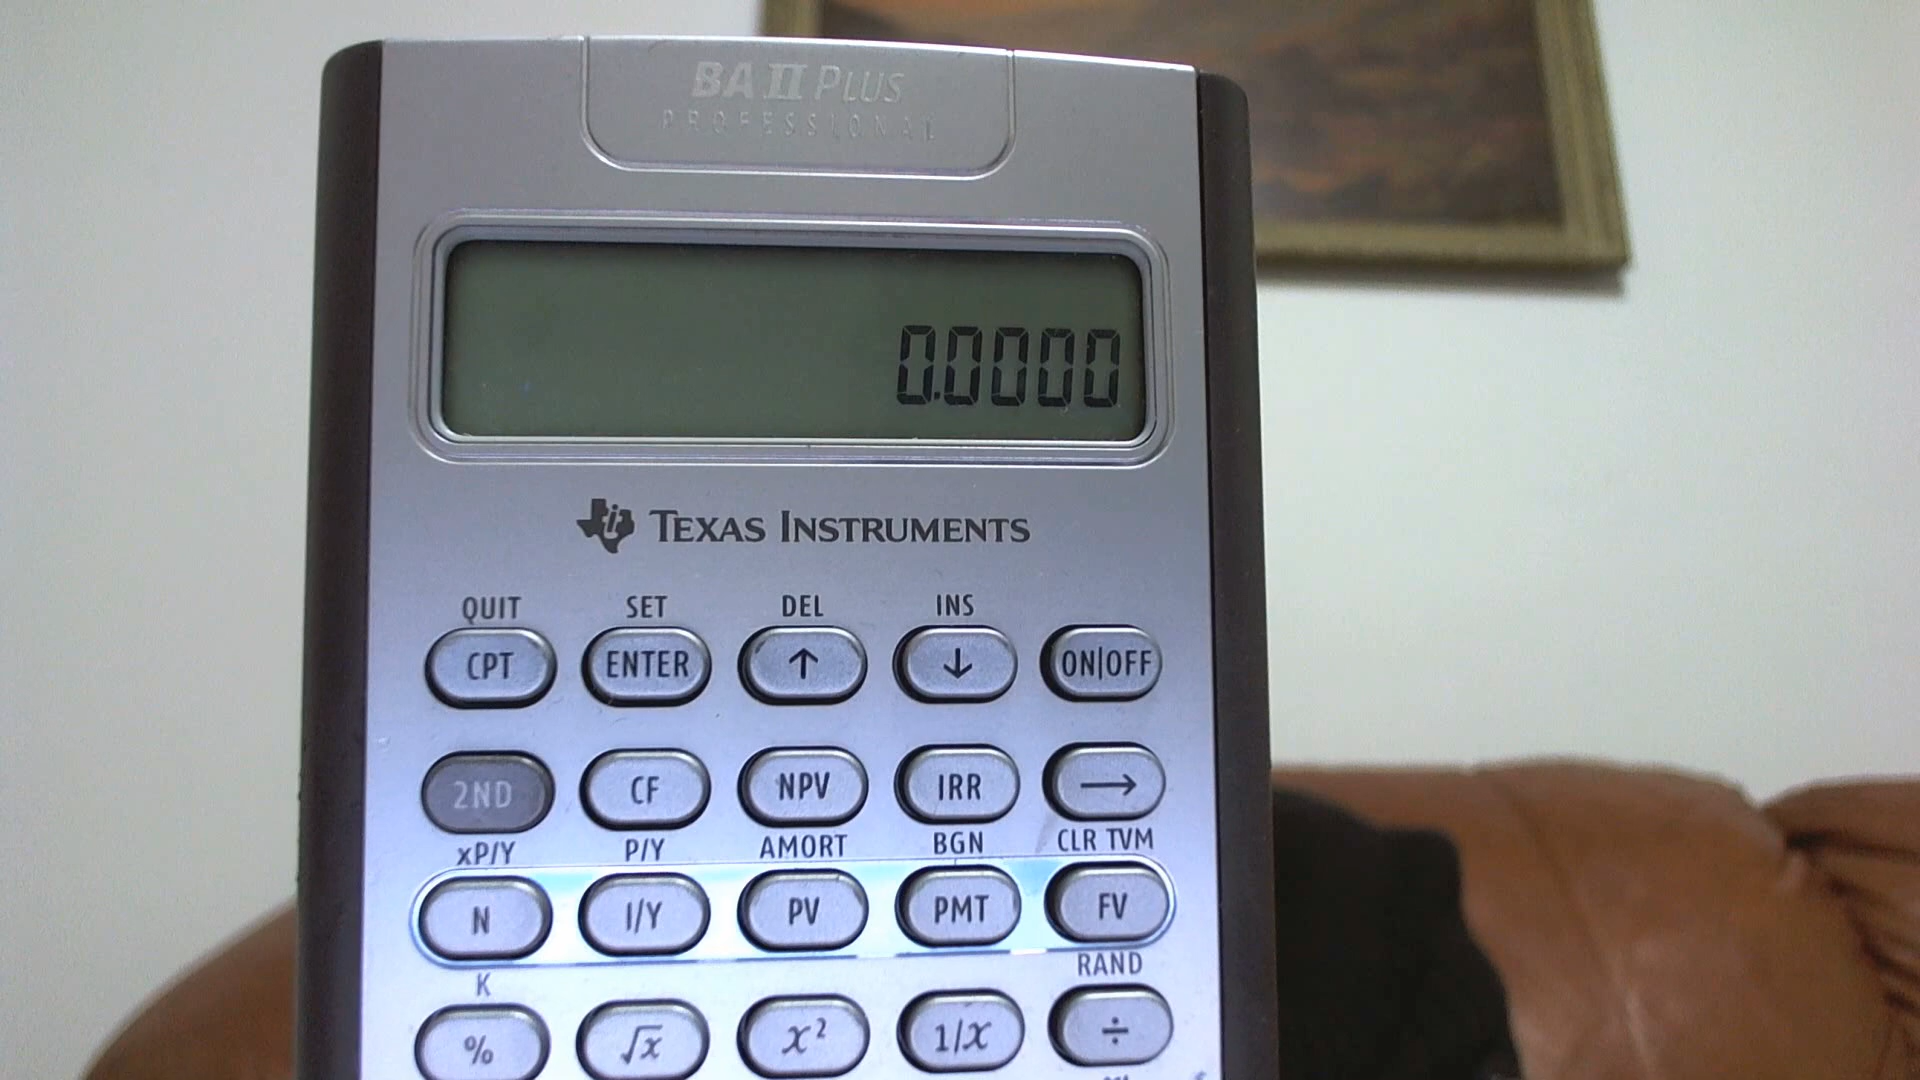 BA II PLUS
PROFESSIONAL
0.0000
TEXAS INSTRUMENTS
QUIT SET DEL INS
CPT ENTER ↑ ↓ ON|OFF
2ND CF NPV IRR →
xP/Y P/Y AMORT BGN CLR TVM
N I/Y PV PMT FV
K RAND
% √x x² 1/x ÷